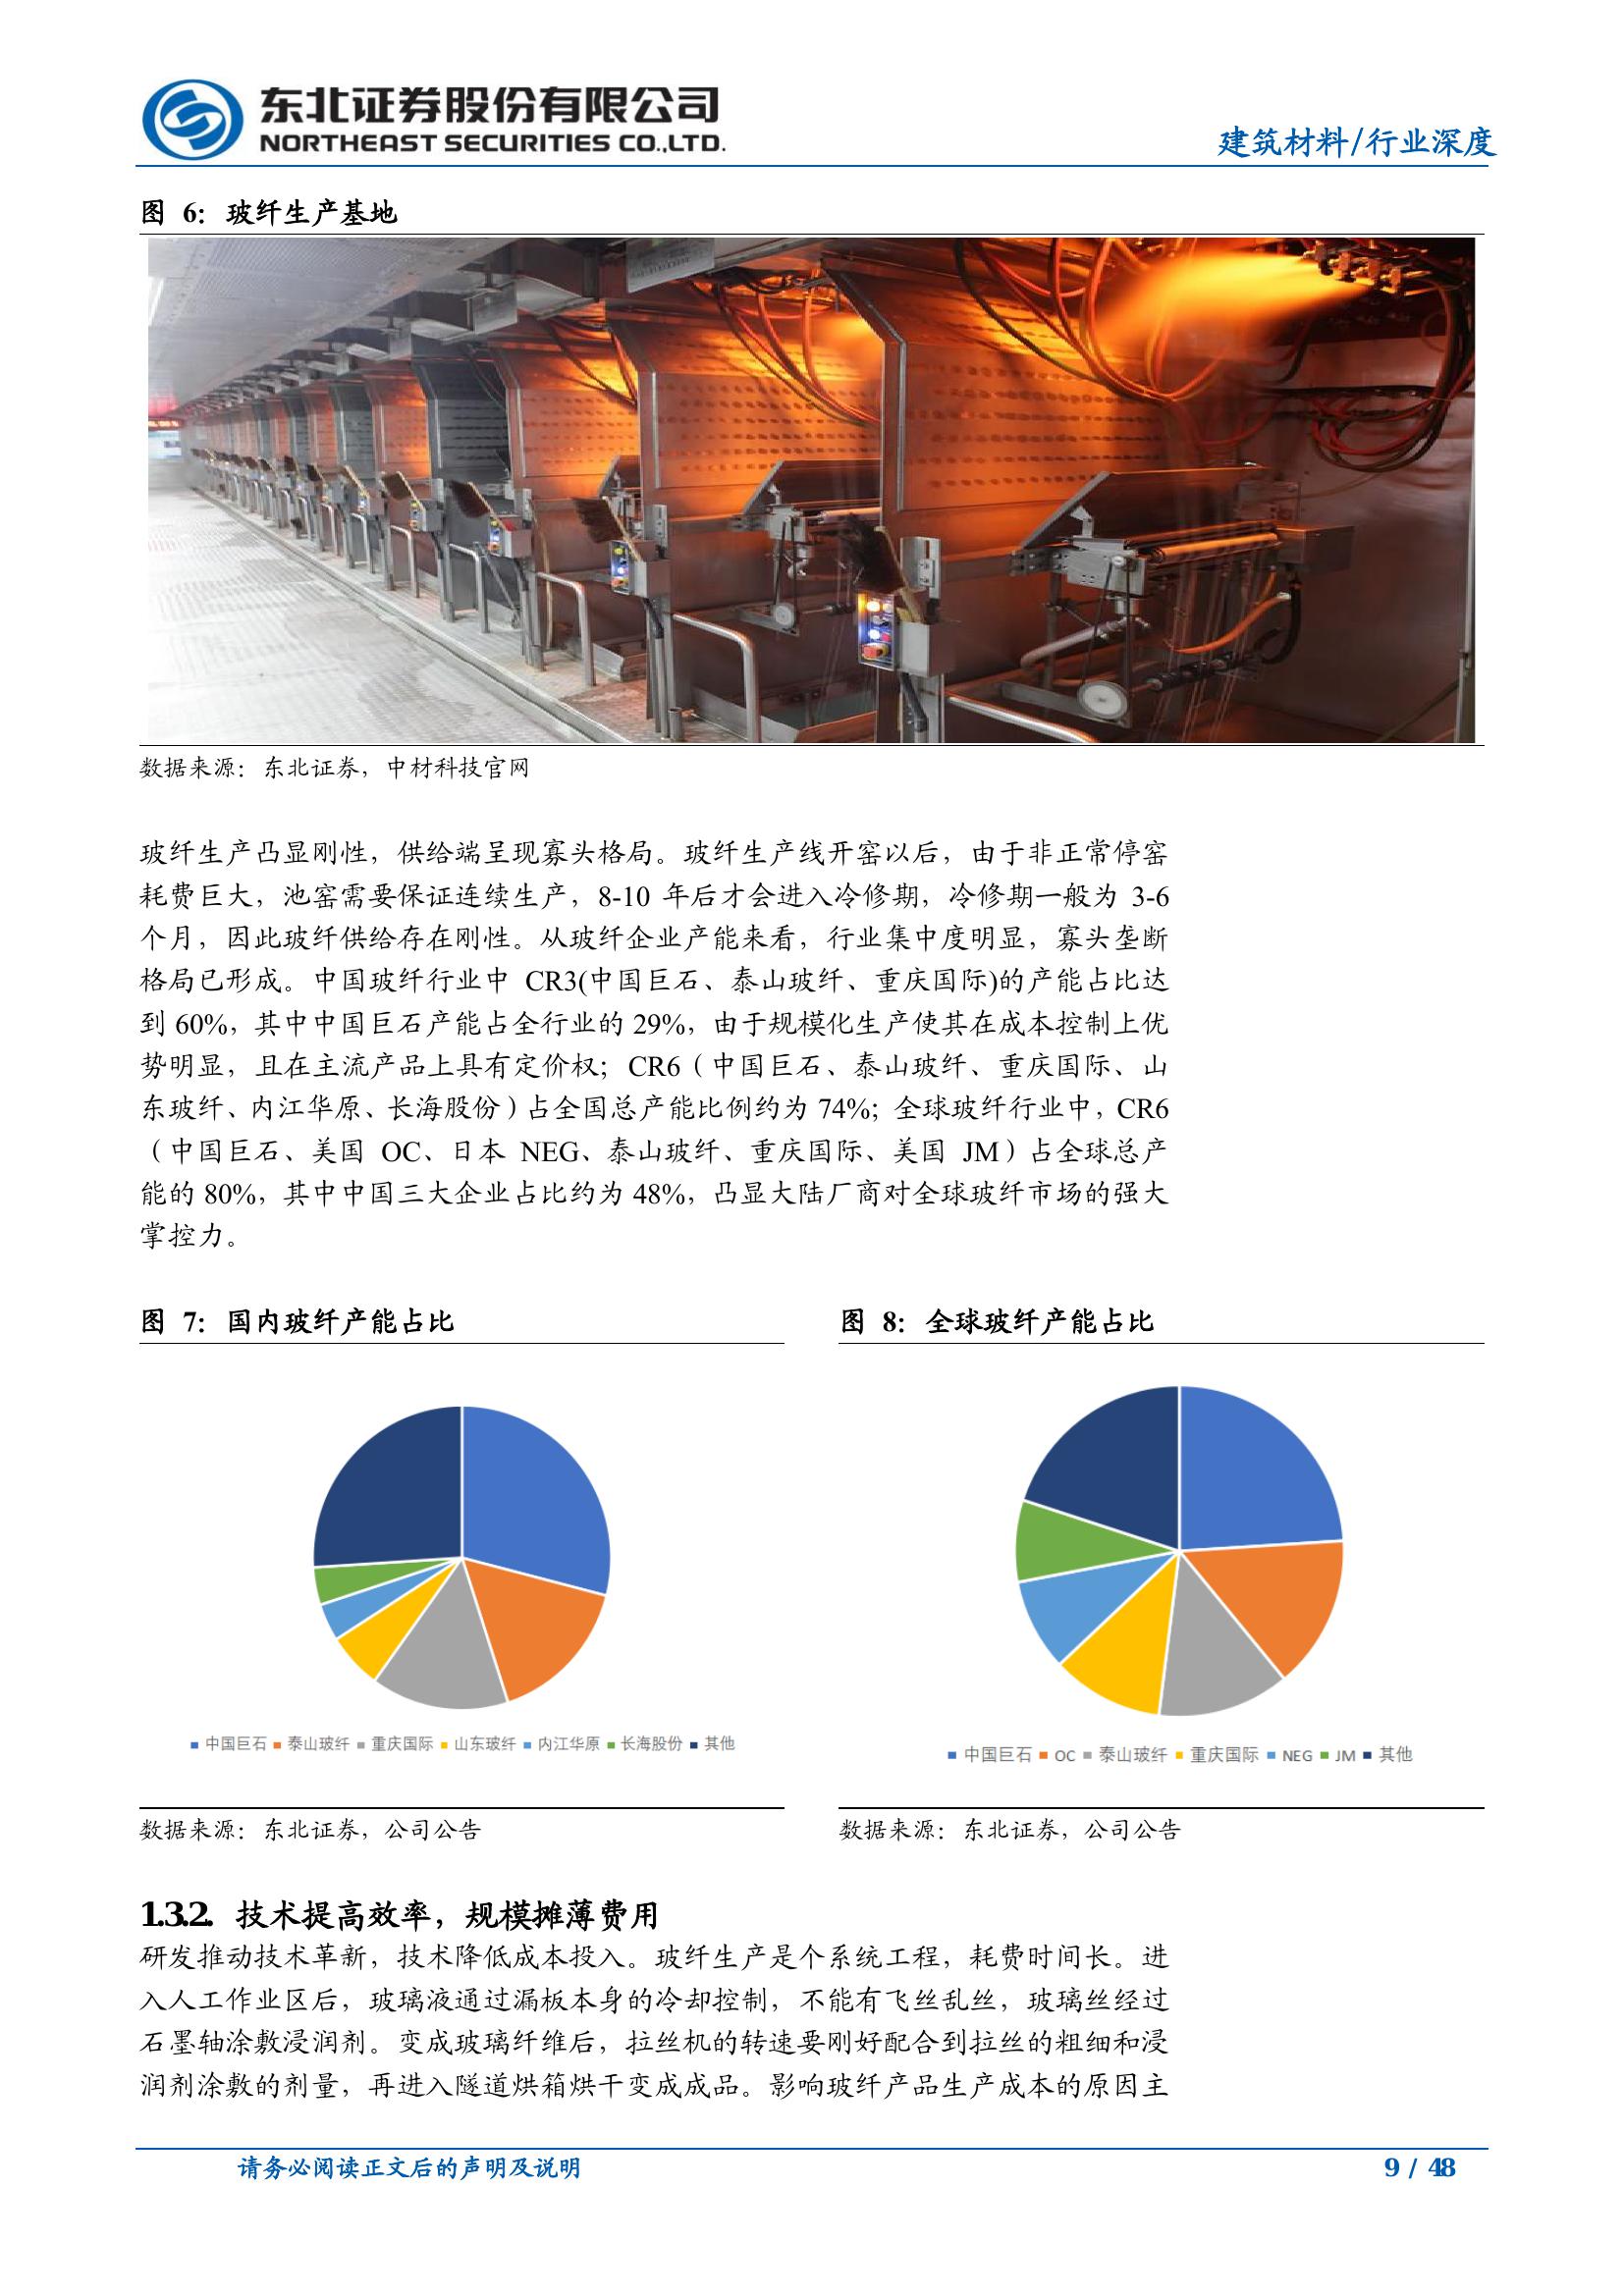 东北证券股份有限公司
NORTHEAST SECURITIES CO.,LTD.
建筑材料/行业深度
图 6：玻纤生产基地
数据来源：东北证券，中材科技官网
玻纤生产凸显刚性，供给端呈现寡头格局。玻纤生产线开窑以后，由于非正常停窑
耗费巨大，池窑需要保证连续生产，8-10 年后才会进入冷修期，冷修期一般为 3-6
个月，因此玻纤供给存在刚性。从玻纤企业产能来看，行业集中度明显，寡头垄断
格局已形成。中国玻纤行业中 CR3(中国巨石、泰山玻纤、重庆国际)的产能占比达
到 60%，其中中国巨石产能占全行业的 29%，由于规模化生产使其在成本控制上优
势明显，且在主流产品上具有定价权；CR6（中国巨石、泰山玻纤、重庆国际、山
东玻纤、内江华原、长海股份）占全国总产能比例约为 74%；全球玻纤行业中，CR6
（中国巨石、美国 OC、日本 NEG、泰山玻纤、重庆国际、美国 JM）占全球总产
能的 80%，其中中国三大企业占比约为 48%，凸显大陆厂商对全球玻纤市场的强大
掌控力。
图 7：国内玻纤产能占比
图 8：全球玻纤产能占比
中国巨石 泰山玻纤 重庆国际 山东玻纤 内江华原 长海股份 其他
中国巨石 OC 泰山玻纤 重庆国际 NEG JM 其他
数据来源：东北证券，公司公告
数据来源：东北证券，公司公告
1.3.2. 技术提高效率，规模摊薄费用
研发推动技术革新，技术降低成本投入。玻纤生产是个系统工程，耗费时间长。进
入人工作业区后，玻璃液通过漏板本身的冷却控制，不能有飞丝乱丝，玻璃丝经过
石墨轴涂敷浸润剂。变成玻璃纤维后，拉丝机的转速要刚好配合到拉丝的粗细和浸
润剂涂敷的剂量，再进入隧道烘箱烘干变成成品。影响玻纤产品生产成本的原因主
请务必阅读正文后的声明及说明
9 / 48